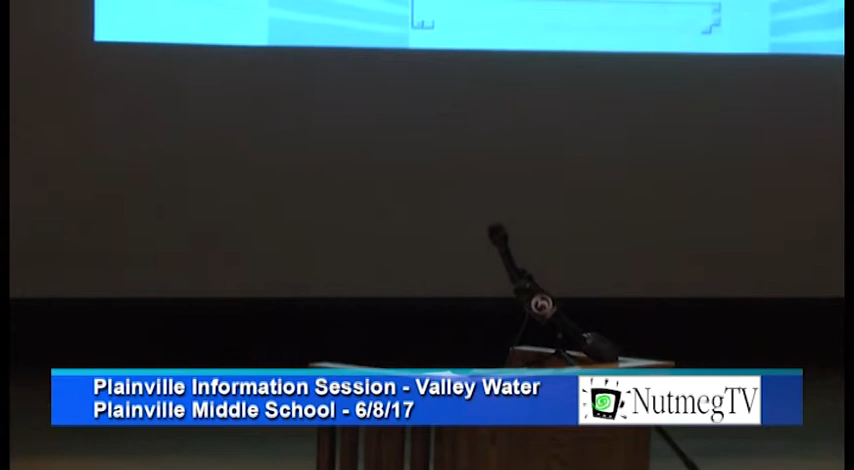 Plainville Information Session - Valley Water
Plainville Middle School - 6/8/17
NutmegTV